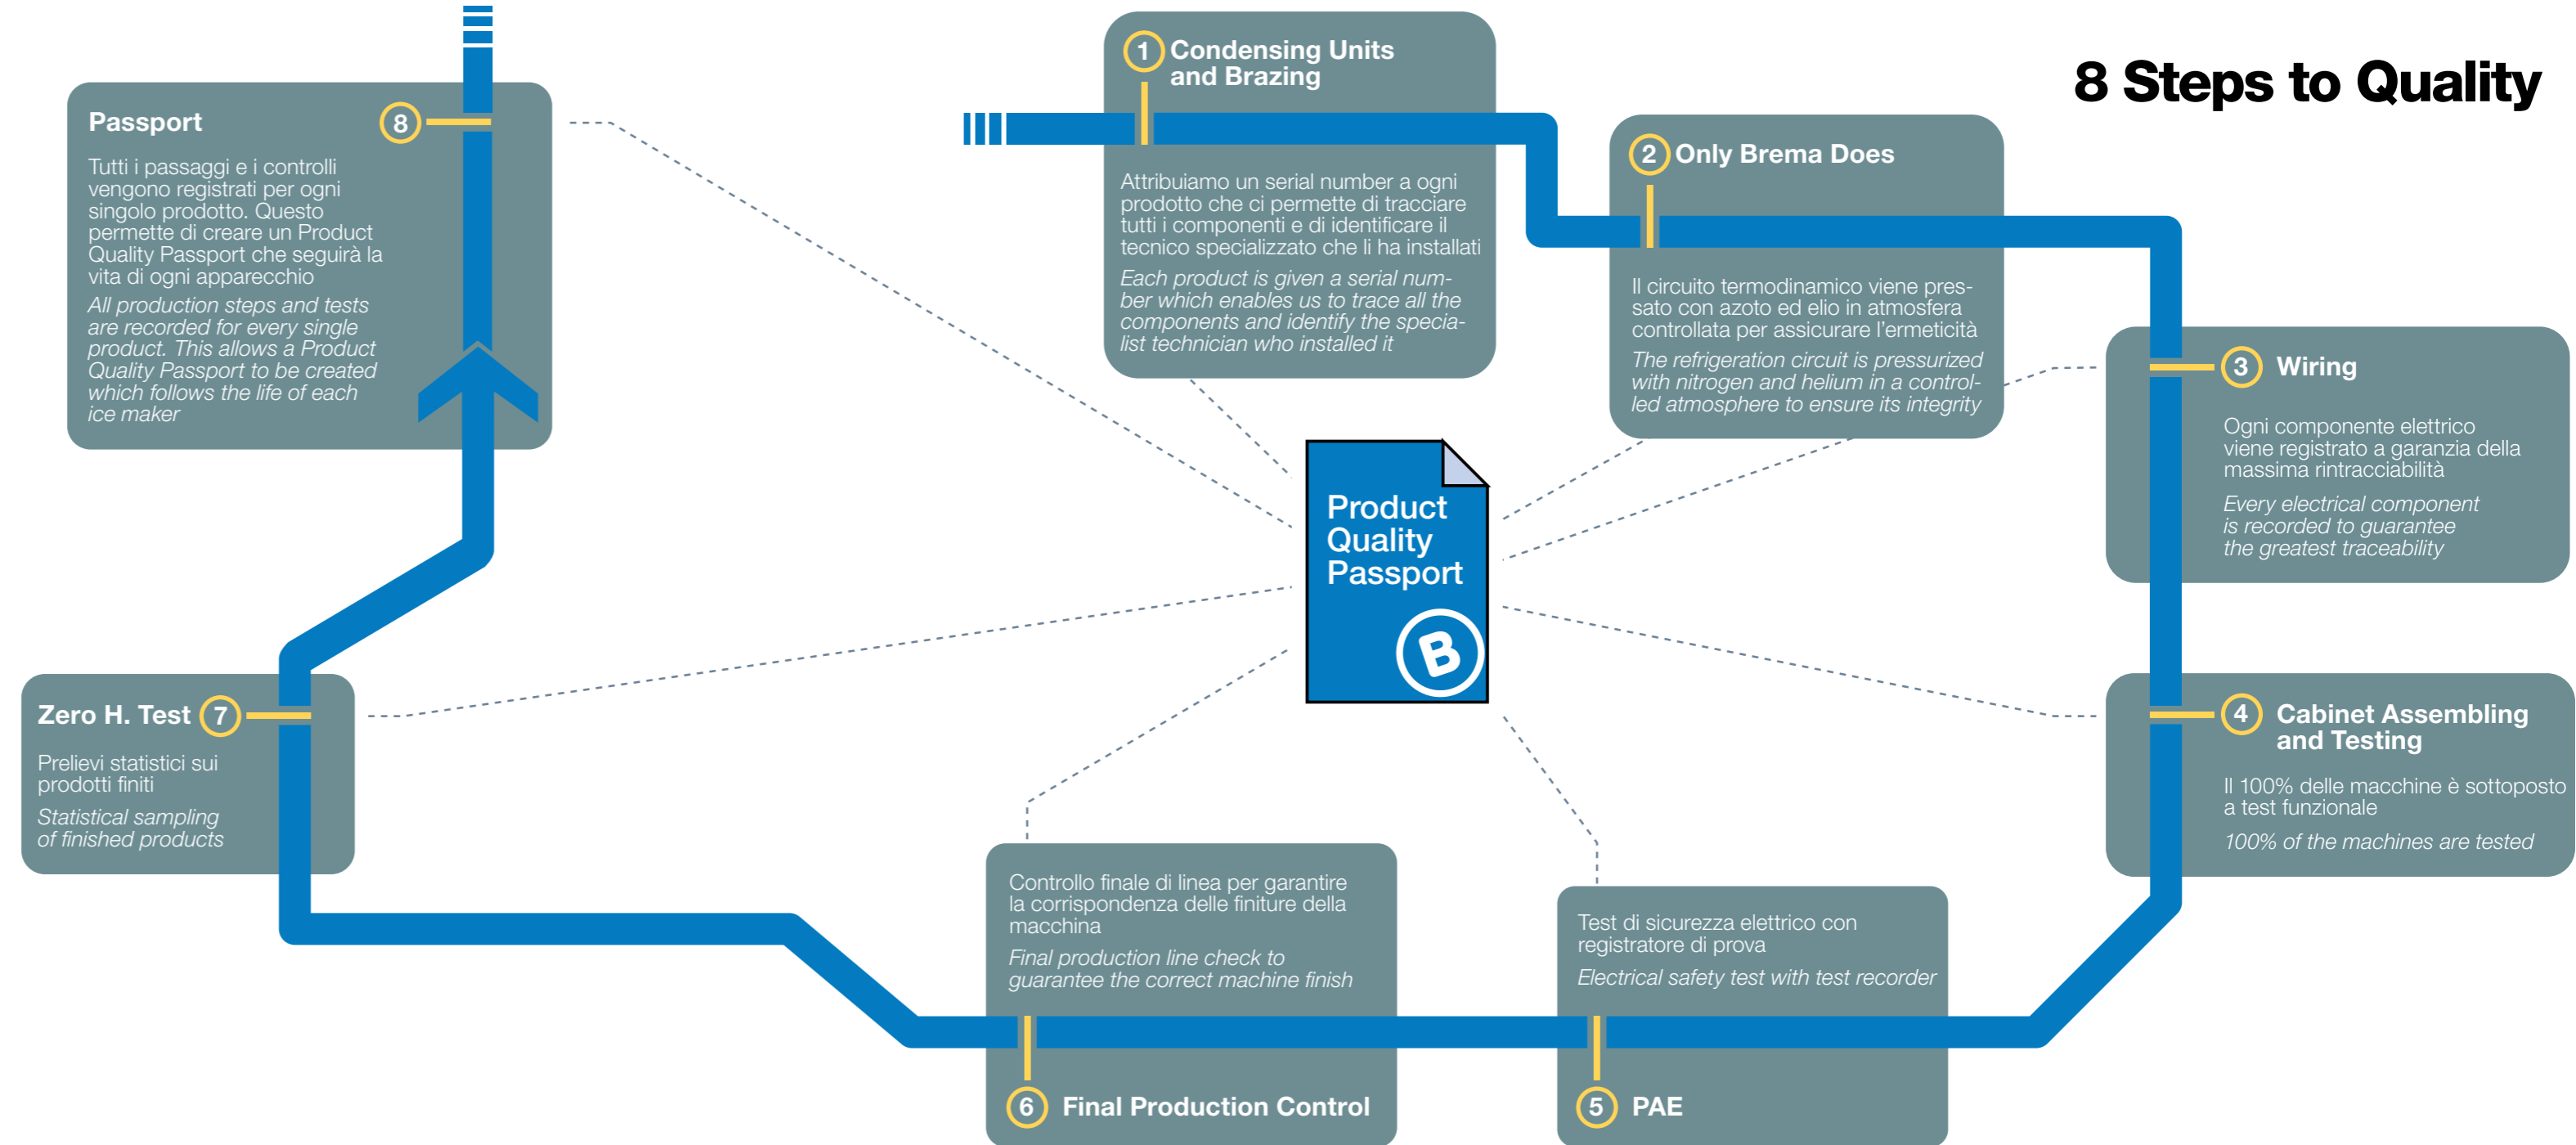 8 Steps to Quality
1
Condensing Units
and Brazing
Attribuiamo un serial number a ogni
prodotto che ci permette di tracciare
tutti i componenti e di identificare il
tecnico specializzato che li ha installati
Each product is given a serial num-
ber which enables us to trace all the
components and identify the specia-
list technician who installed it
2
Only Brema Does
Il circuito termodinamico viene pres-
sato con azoto ed elio in atmosfera
controllata per assicurare l'ermeticità
The refrigeration circuit is pressurized
with nitrogen and helium in a control-
led atmosphere to ensure its integrity
3
Wiring
Ogni componente elettrico
viene registrato a garanzia della
massima rintracciabilità
Every electrical component
is recorded to guarantee
the greatest traceability
4
Cabinet Assembling
and Testing
Il 100% delle macchine è sottoposto
a test funzionale
100% of the machines are tested
Test di sicurezza elettrico con
registratore di prova
Electrical safety test with test recorder
5
PAE
Controllo finale di linea per garantire
la corrispondenza delle finiture della
macchina
Final production line check to
guarantee the correct machine finish
6
Final Production Control
Zero H. Test
7
Prelievi statistici sui
prodotti finiti
Statistical sampling
of finished products
Passport
8
Tutti i passaggi e i controlli
vengono registrati per ogni
singolo prodotto. Questo
permette di creare un Product
Quality Passport che seguirà la
vita di ogni apparecchio
All production steps and tests
are recorded for every single
product. This allows a Product
Quality Passport to be created
which follows the life of each
ice maker
Product
Quality
Passport
B